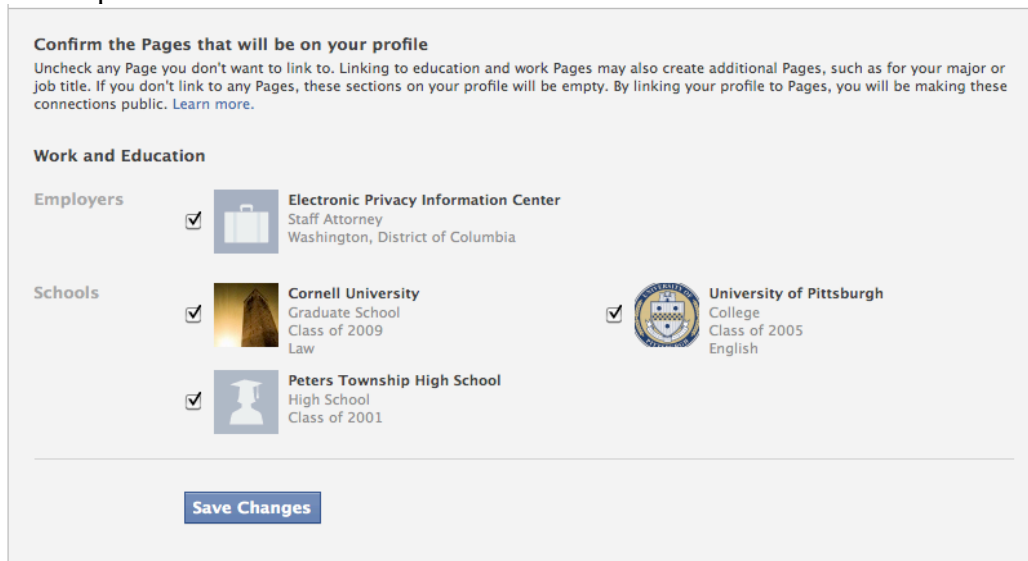 Confirm the Pages that will be on your profile
Uncheck any Page you don't want to link to. Linking to education and work Pages may also create additional Pages, such as for your major or
job title. If you don't link to any Pages, these sections on your profile will be empty. By linking your profile to Pages, you will be making these
connections public. Learn more.
Work and Education
Employers
Electronic Privacy Information Center
Staff Attorney
Washington, District of Columbia
Schools
Cornell University
Graduate School
Class of 2009
Law
University of Pittsburgh
College
Class of 2005
English
Peters Township High School
High School
Class of 2001
Save Changes